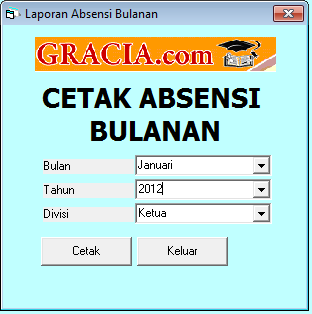 Laporan Absensi Bulanan
GRACIA.com
CETAK ABSENSI
BULANAN
Bulan Januari
Tahun 2012
Divisi Ketua
Cetak Keluar